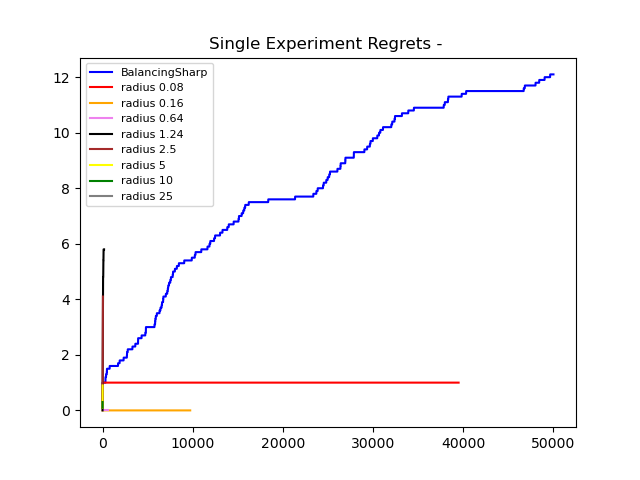 Single Experiment Regrets -
BalancingSharp
radius 0.08
radius 0.16
radius 0.64
radius 1.24
radius 2.5
radius 5
radius 10
radius 25
12
10
8
6
4
2
0
0 10000 20000 30000 40000 50000